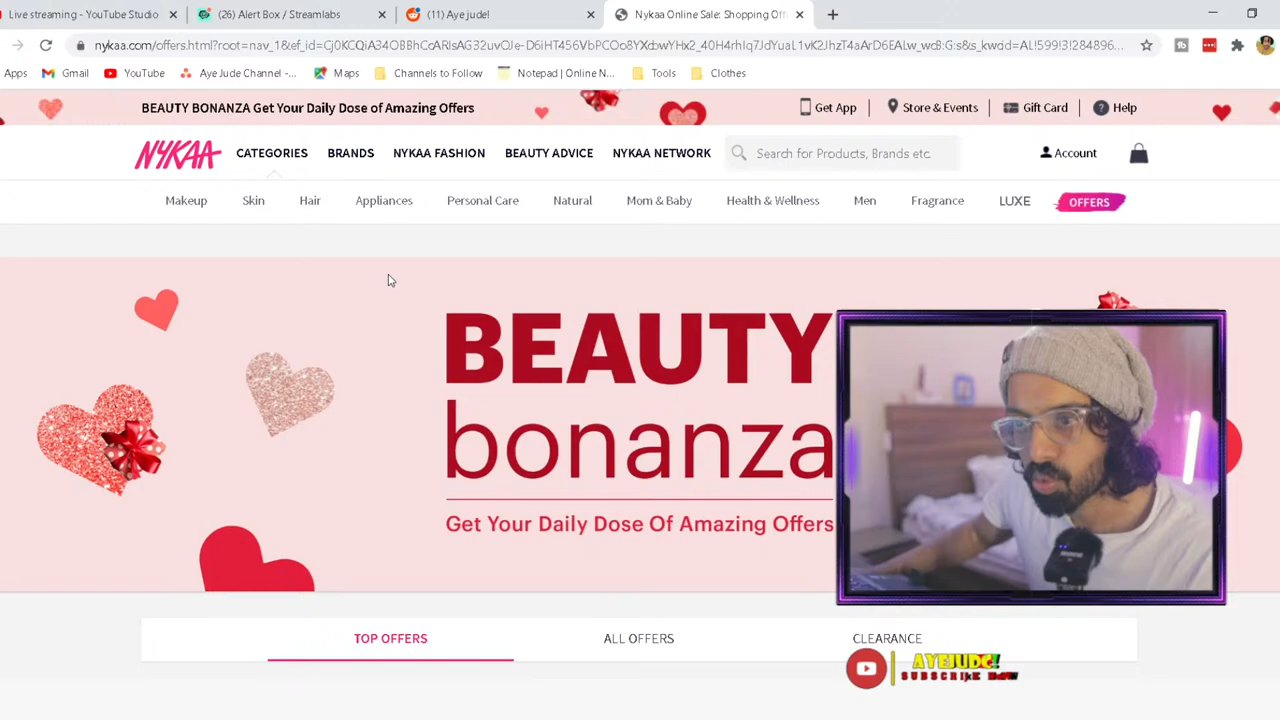 Live streaming - YouTube Studio
(26) Alert Box / Streamlabs
(11) Aye jude!
Nykaa Online Sale: Shopping Off
Apps
Gmail
YouTube
Aye Jude Channel -...
Maps
Channels to Follow
Notepad | Online N...
Tools
Clothes
BEAUTY BONANZA Get Your Daily Dose of Amazing Offers
Get App
Store & Events
Gift Card
Help
NYKAA
CATEGORIES
BRANDS
NYKAA FASHION
BEAUTY ADVICE
NYKAA NETWORK
Search for Products, Brands etc.
Account
Makeup
Skin
Hair
Appliances
Personal Care
Natural
Mom & Baby
Health & Wellness
Men
Fragrance
LUXE
OFFERS
BEAUTY
bonanza
Get Your Daily Dose Of Amazing Offers
TOP OFFERS
ALL OFFERS
CLEARANCE
AYEJUDE!
SUBSCRIBE NOW